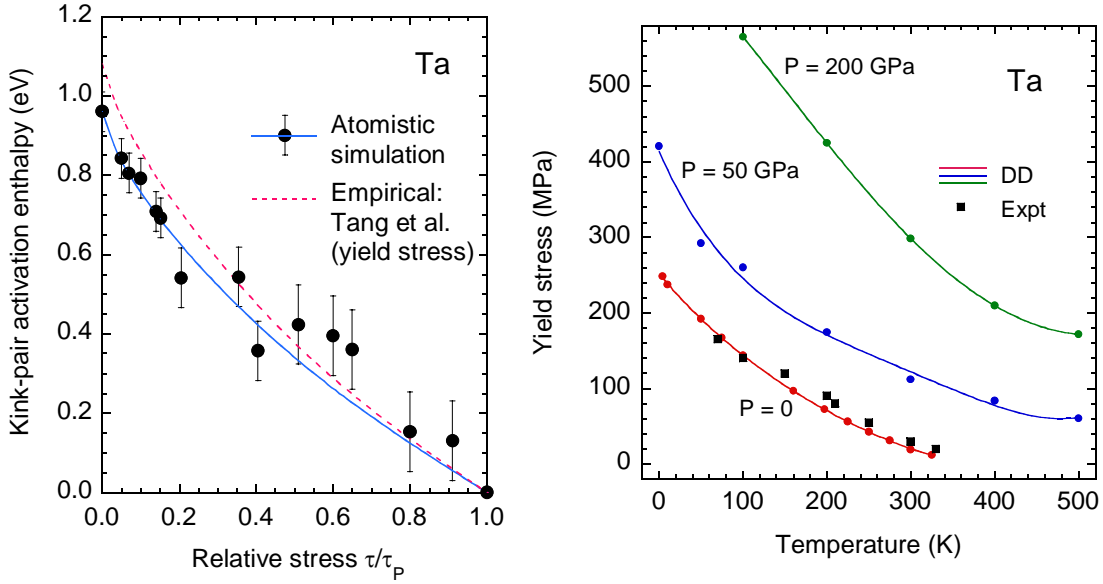 1.2
1.0
0.8
0.6
0.4
0.2
0.0
0.0 0.2 0.4 0.6 0.8 1.0
Kink-pair activation enthalpy (eV)
Relative stress τ/τP
Ta
Atomistic
simulation
Empirical:
Tang et al.
(yield stress)
500
400
300
200
100
0
0 100 200 300 400 500
Yield stress (MPa)
Temperature (K)
P = 200 GPa
Ta
P = 50 GPa
DD
Expt
P = 0